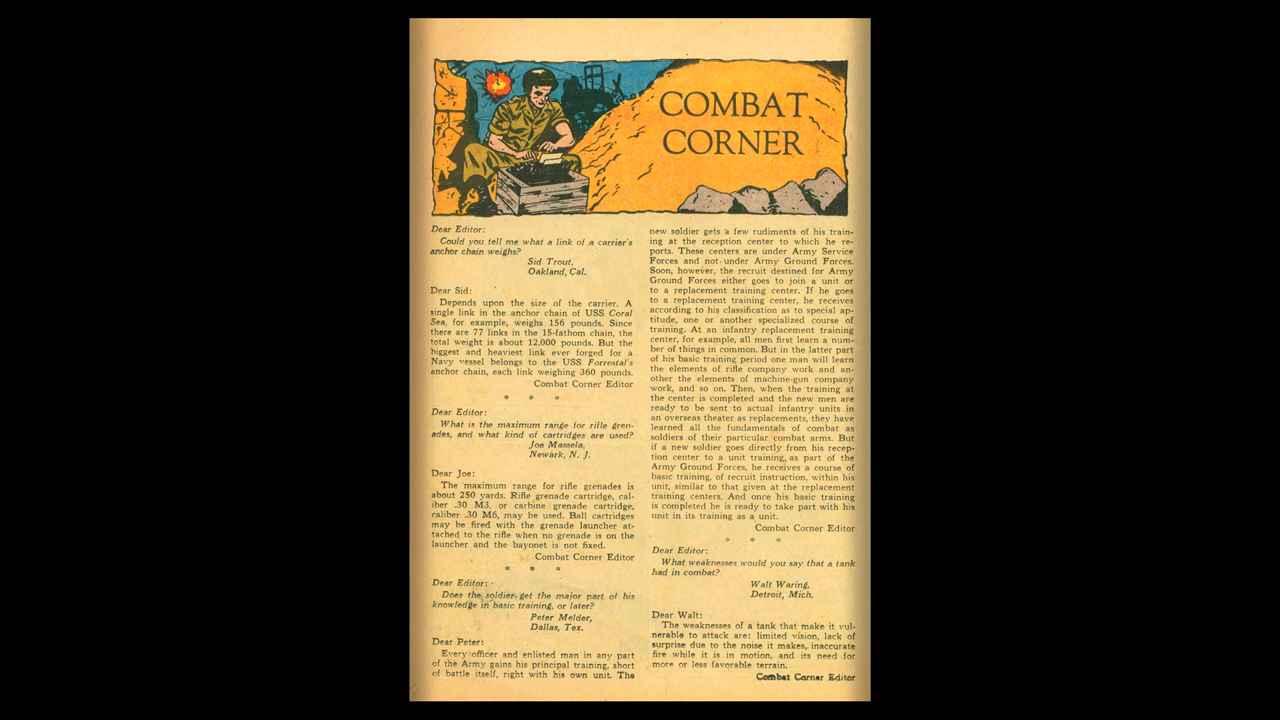 COMBAT
CORNER
Dear Editor:
Could you tell me what a link of a carrier's
anchor chain weighs?
Sid Trout,
Oakland, Cal.
Dear Sid:
Depends upon the size of the carrier. A
single link in the anchor chain of USS Coral
Sea, for example, weighs 156 pounds. Since
there are 77 links in the 15-fathom chain, the
total weight is about 12,000 pounds. But the
biggest and heaviest link ever forged for a
Navy vessel belongs to the USS Forrestal's
anchor chain, each link weighing 360 pounds.
Combat Corner Editor
* * *
Dear Editor:
What is the maximum range for rifle gren-
ades, and what kind of cartridges are used?
Joe Massela,
Newark, N. J.
Dear Joe:
The maximum range for rifle grenades is
about 250 yards. Rifle grenade cartridge, cal-
iber .30 M3, or carbine grenade cartridge,
caliber .30 M6, may be used. Ball cartridges
may be fired with the grenade launcher at-
tached to the rifle when no grenade is on the
launcher and the bayonet is not fixed.
Combat Corner Editor
* * *
Dear Editor:
Does the soldier get the major part of his
knowledge in basic training, or later?
Peter Melder,
Dallas, Tex.
Dear Peter:
Every officer and enlisted man in any part
of the Army gains his principal training, short
of battle itself, right with his own unit. The
new soldier gets a few rudiments of his train-
ing at the reception center to which he re-
ports. These centers are under Army Service
Forces and not under Army Ground Forces.
Soon, however, the recruit destined for Army
Ground Forces either goes to join a unit or
to a replacement training center. If he goes
to a replacement training center, he receives
according to his classification as to special ap-
titude, one or another specialized course of
training. At an infantry replacement training
center, for example, all men first learn a num-
ber of things in common. But in the latter part
of his basic training period one man will learn
the elements of rifle company work and an-
other the elements of machine-gun company
work, and so on. Then, when the training at
the center is completed and the new men are
ready to be sent to actual infantry units in
an overseas theater as replacements, they have
learned all the fundamentals of combat as
soldiers of their particular combat arms. But
if a new soldier goes directly from his recep-
tion center to a unit training, as part of the
Army Ground Forces, he receives a course of
basic training, of recruit instruction, within his
unit, similar to that given at the replacement
training centers. And once his basic training
is completed he is ready to take part with his
unit in its training as a unit.
Combat Corner Editor
* * *
Dear Editor:
What weaknesses would you say that a tank
had in combat?
Walt Waring,
Detroit, Mich.
Dear Walt:
The weaknesses of a tank that make it vul-
nerable to attack are: limited vision, lack of
surprise due to the noise it makes, inaccurate
fire while it is in motion, and its need for
more or less favorable terrain.
Combat Corner Editor